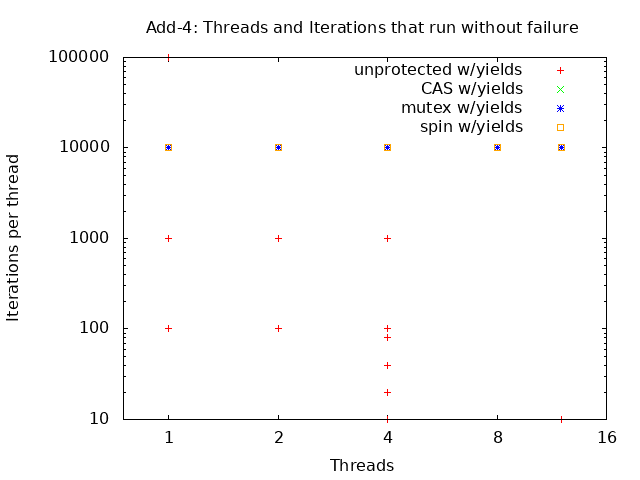 Add-4: Threads and Iterations that run without failure
100000
unprotected w/yields
CAS w/yields
mutex w/yields
spin w/yields
10000
1000
100
10
Iterations per thread
1 2 4 8 16
Threads